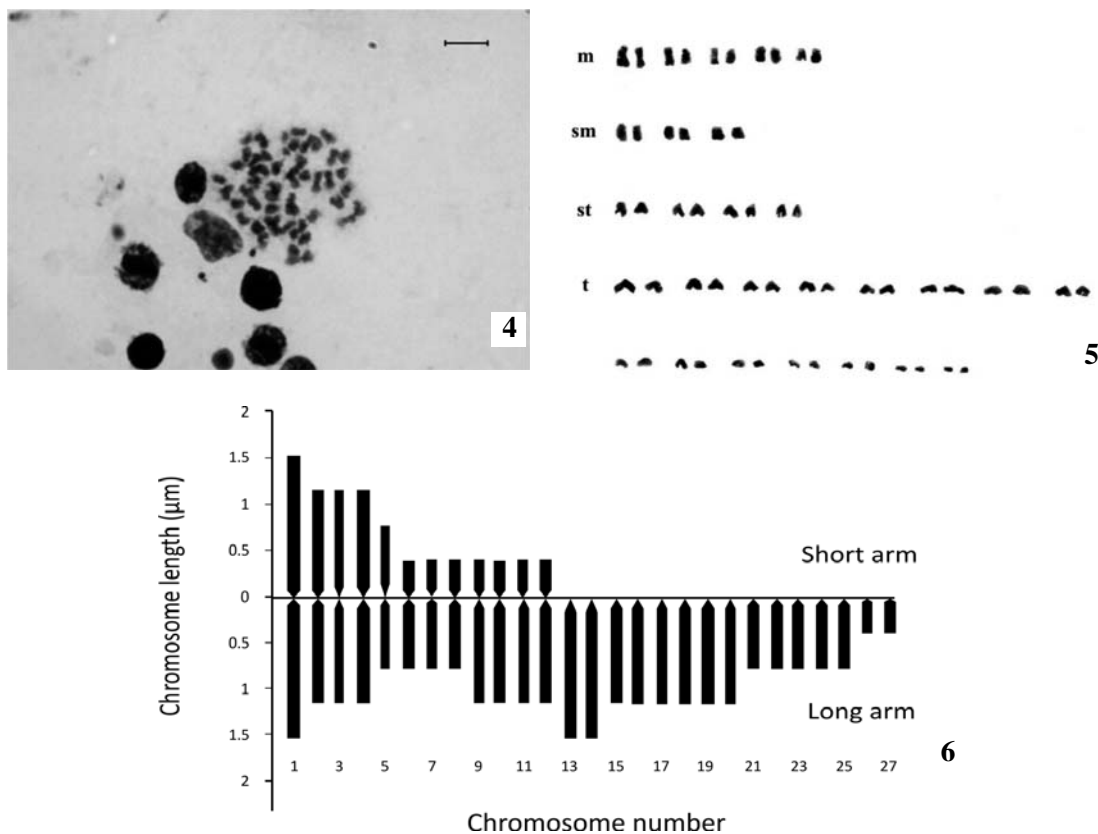 4
m
sm
st
t
5
2
1.5
1
0.5
0
0.5
1
1.5
2
Chromosome length (µm)
Short arm
Long arm
1 3 5 7 9 11 13 15 17 19 21 23 25 27
6
Chromosome number